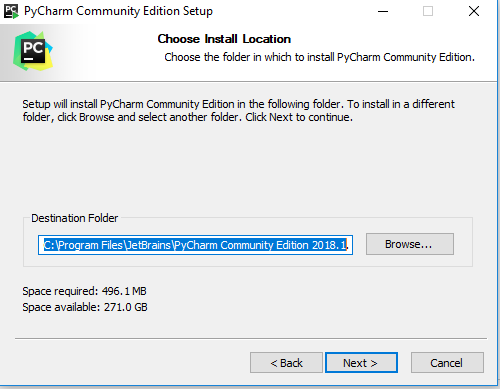 PyCharm Community Edition Setup
PC
Choose Install Location
Choose the folder in which to install PyCharm Community Edition.
Setup will install PyCharm Community Edition in the following folder. To install in a different
folder, click Browse and select another folder. Click Next to continue.
Destination Folder
C:\Program Files\JetBrains\PyCharm Community Edition 2018.1.
Browse...
Space required: 496.1 MB
Space available: 271.0 GB
< Back
Next >
Cancel